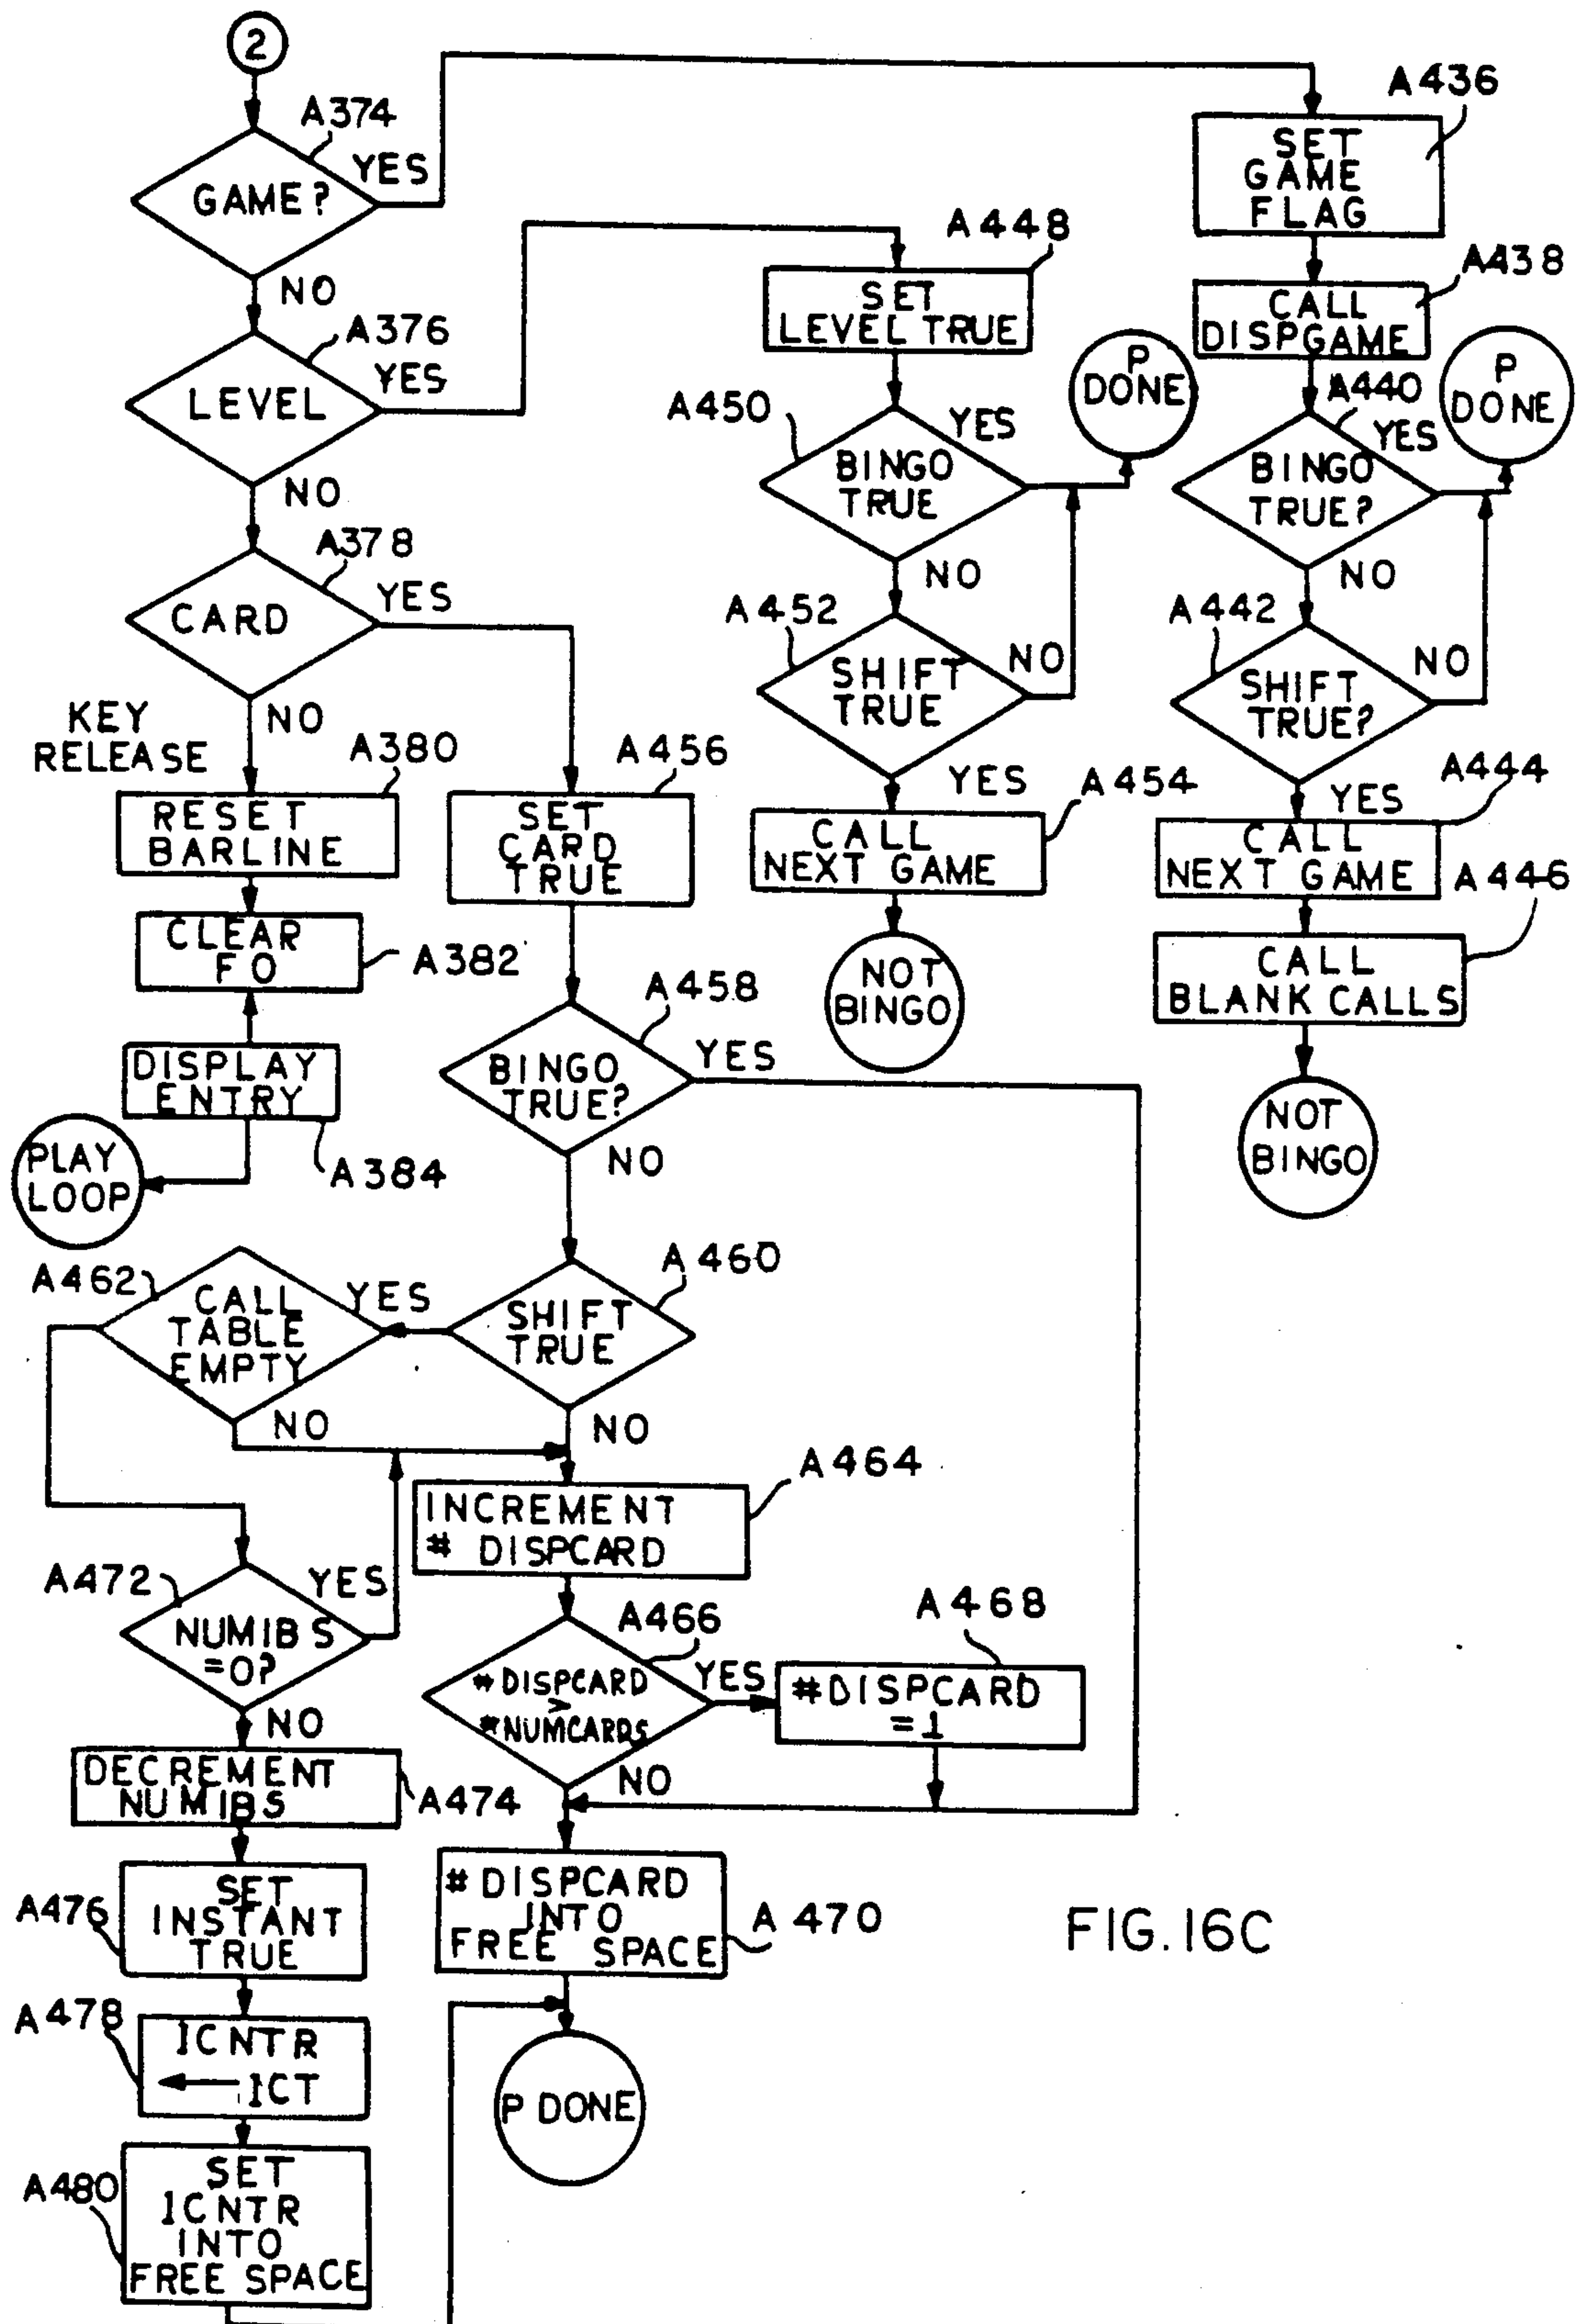 2
A374
GAME?
YES
NO
A376
LEVEL
YES
NO
A378
CARD
YES
NO
KEY
RELEASE
A380
RESET
BARLINE
CLEAR
FO
A382
DISPLAY
ENTRY
A384
PLAY
LOOP
A436
SET
GAME
FLAG
A438
CALL
DISPGAME
A440
YES
BINGO
TRUE?
NO
P
DONE
A442
SHIFT
TRUE?
NO
YES
A444
CALL
NEXT GAME
A446
CALL
BLANK CALLS
NOT
BINGO
A448
SET
LEVEL TRUE
A450
YES
BINGO
TRUE
NO
P
DONE
A452
SHIFT
TRUE
NO
YES
A454
CALL
NEXT GAME
NOT
BINGO
A456
SET
CARD
TRUE
A458
BINGO
TRUE?
YES
NO
A460
SHIFT
TRUE
YES
NO
A462
CALL
TABLE
EMPTY
NO
A464
INCREMENT
# DISPCARD
A466
#DISPCARD
>
#NUMCARDS
YES
NO
A468
#DISPCARD
=1
A470
#DISPCARD
INTO
FREE SPACE
P DONE
A472
NUMIBS
=0?
YES
NO
DECREMENT
NUMIBS
A474
A476
SET
INSTANT
TRUE
A478
ICNTR
← ICT
A480
SET
ICNTR
INTO
FREE SPACE
FIG.16C